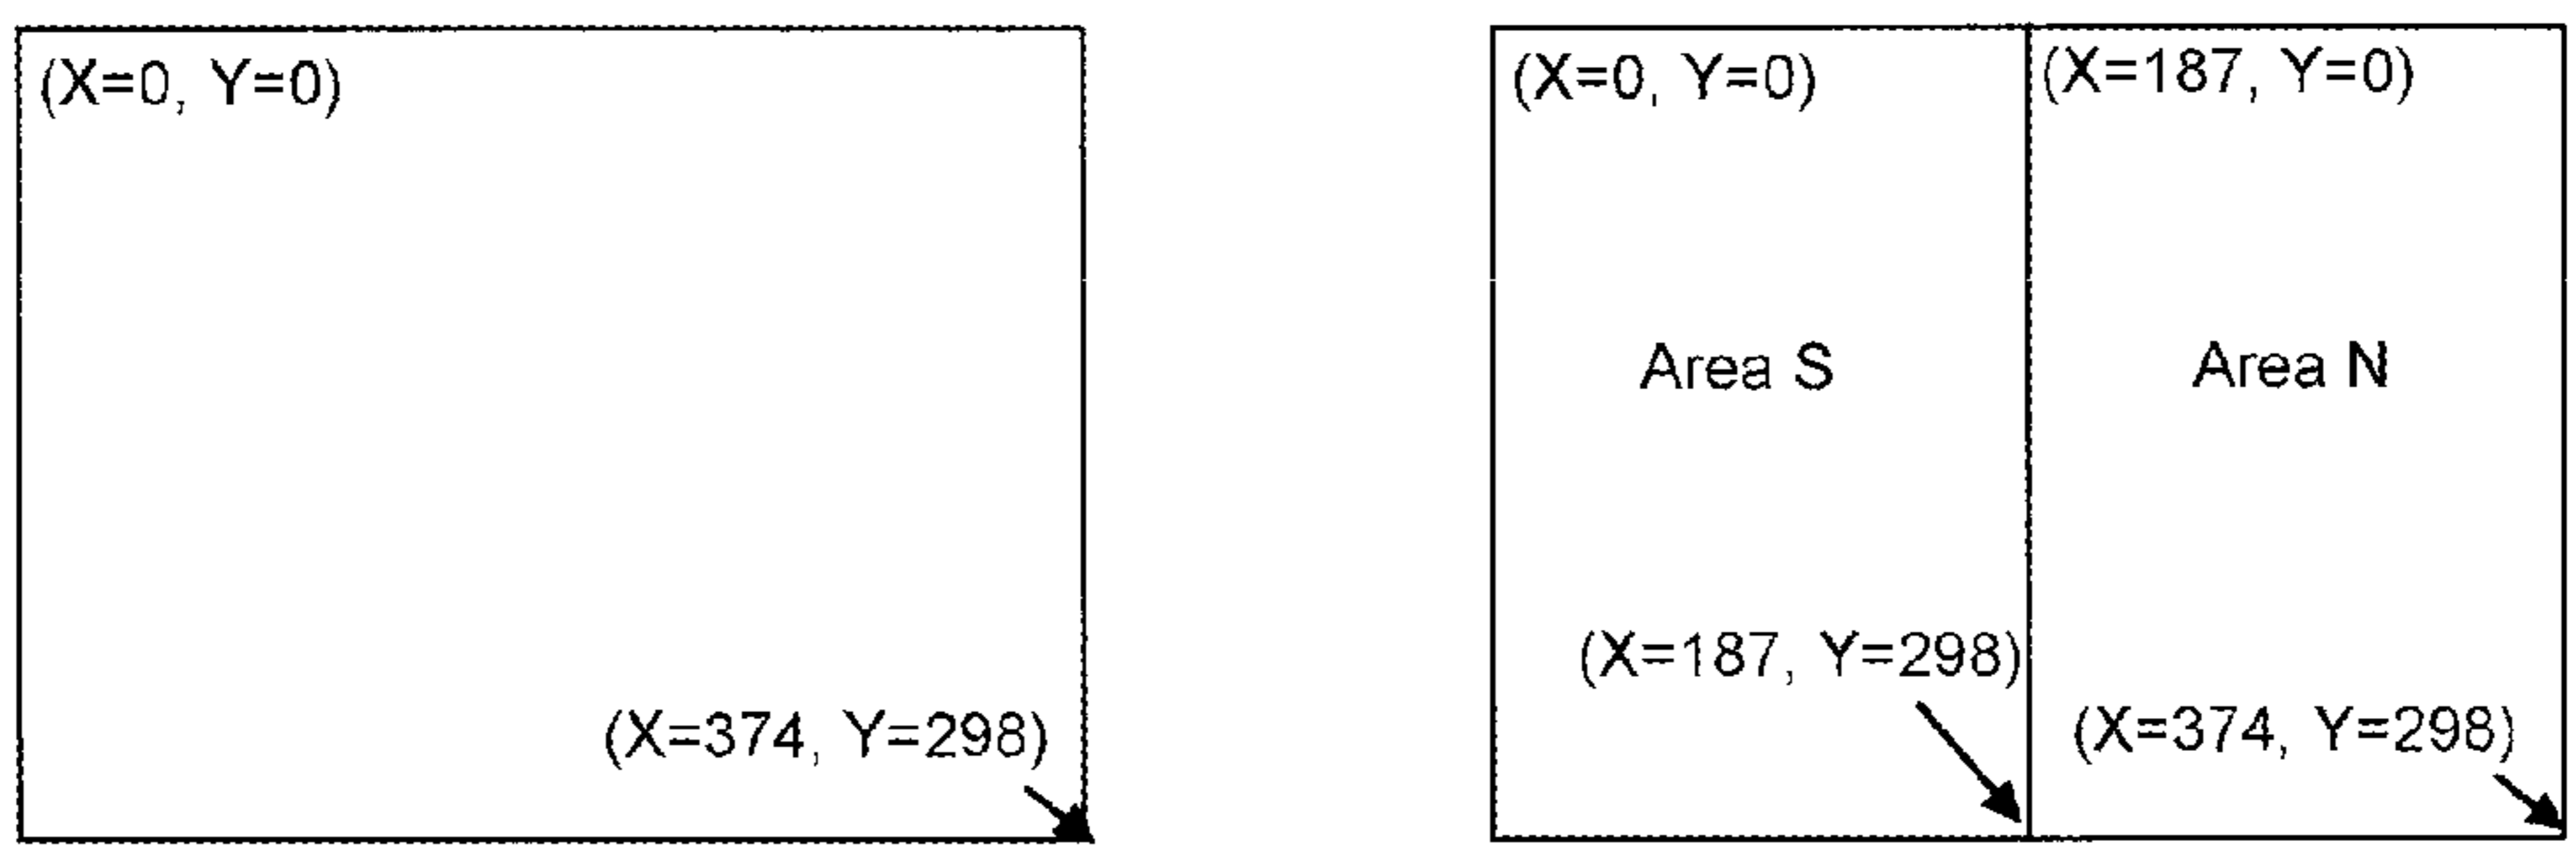 (X=0, Y=0)
(X=374, Y=298)
(X=0, Y=0)
(X=187, Y=0)
Area S
Area N
(X=187, Y=298)
(X=374, Y=298)